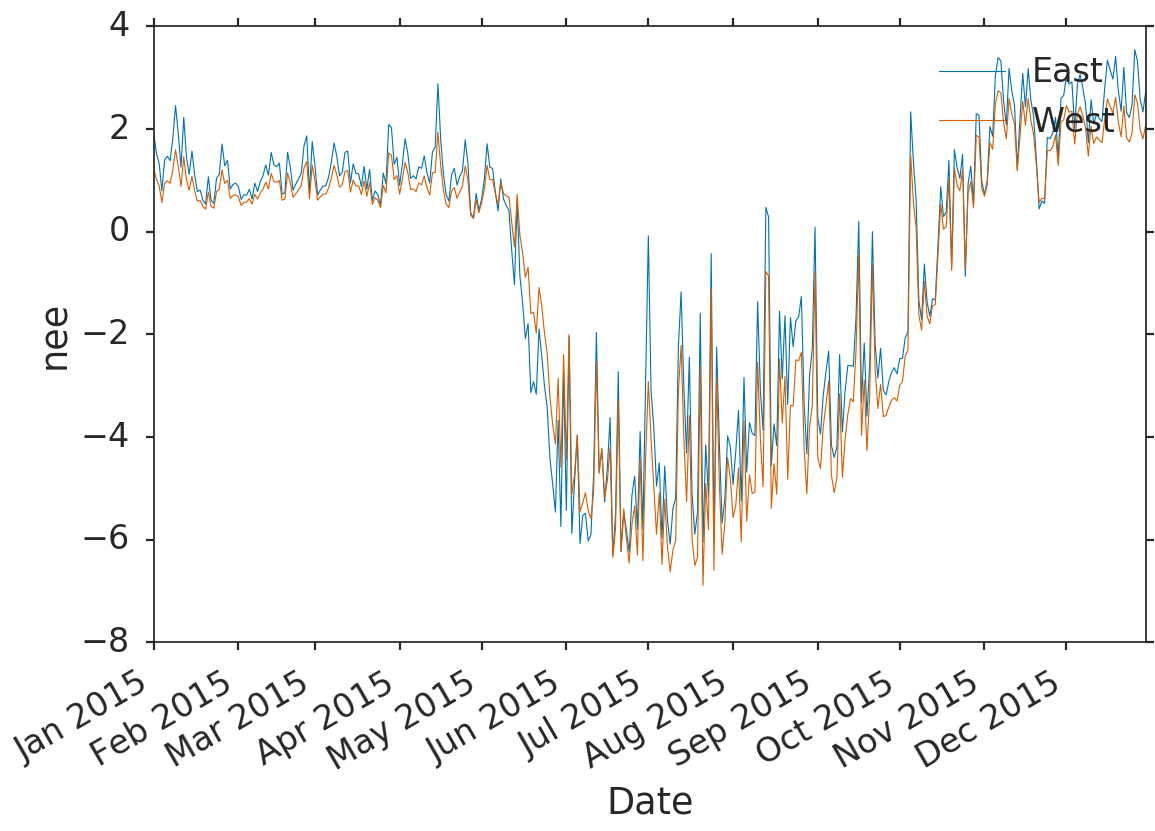 4
2
0
−2
−4
−6
−8
nee
East
West
Jan 2015
Feb 2015
Mar 2015
Apr 2015
May 2015
Jun 2015
Jul 2015
Aug 2015
Sep 2015
Oct 2015
Nov 2015
Dec 2015
Date